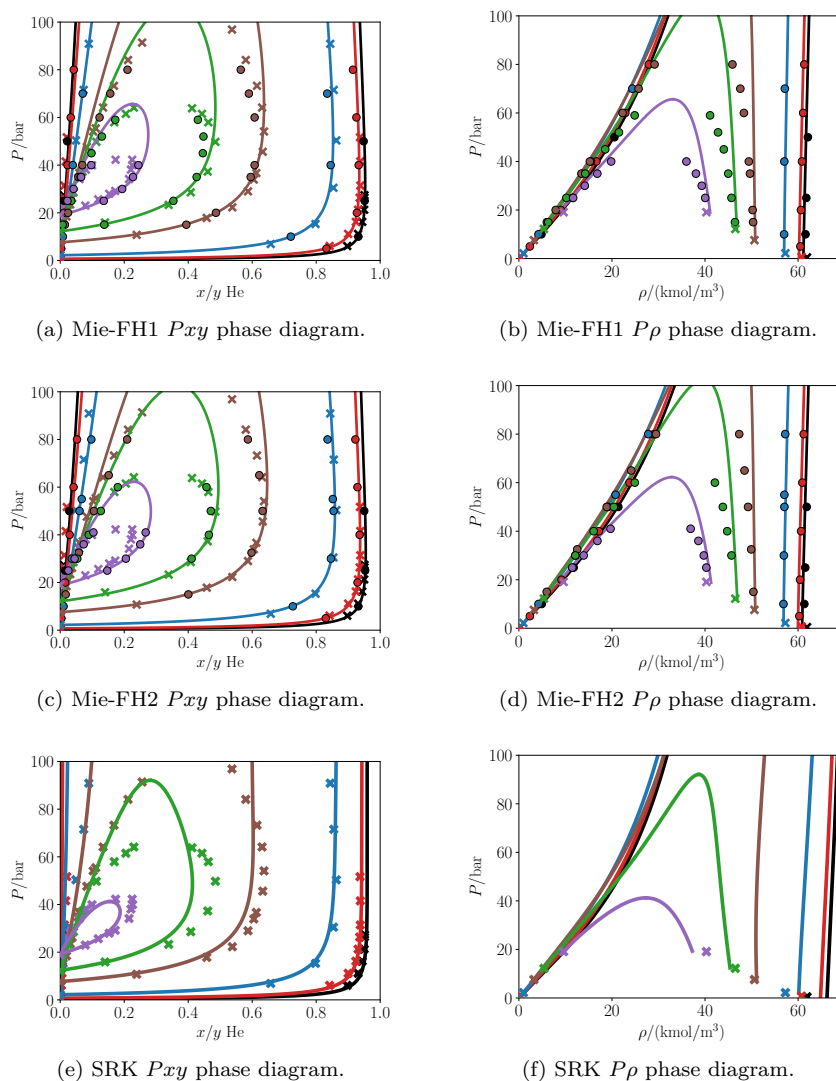 100
80
60
40
20
0
P/bar
0.0 0.2 0.4 0.6 0.8 1.0
x/y He
(a) Mie-FH1 Pxy phase diagram.
100
80
60
40
20
0
P/bar
0 20 40 60
ρ/(kmol/m³)
(b) Mie-FH1 Pρ phase diagram.
100
80
60
40
20
0
P/bar
0.0 0.2 0.4 0.6 0.8 1.0
x/y He
(c) Mie-FH2 Pxy phase diagram.
100
80
60
40
20
0
P/bar
0 20 40 60
ρ/(kmol/m³)
(d) Mie-FH2 Pρ phase diagram.
100
80
60
40
20
0
P/bar
0.0 0.2 0.4 0.6 0.8 1.0
x/y He
(e) SRK Pxy phase diagram.
100
80
60
40
20
0
P/bar
0 20 40 60
ρ/(kmol/m³)
(f) SRK Pρ phase diagram.